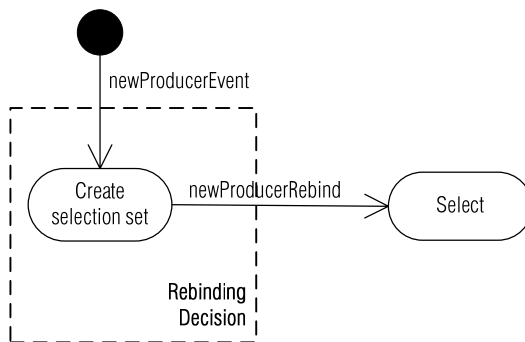 newProducerEvent
Create
selection set
newProducerRebind
Select
Rebinding
Decision